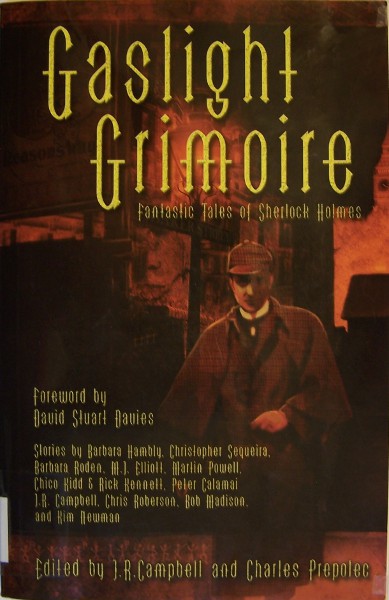 Gaslight
Grimoire
Fantastic Tales of Sherlock Holmes
Foreword by
David Stuart Davies
Stories by Barbara Hambly, Christopher Sequeira,
Barbara Roden, M.J. Elliott, Martin Powell,
Chico Kidd & Rick Kennett, Peter Calamai
J.R. Campbell, Chris Roberson, Bob Madison,
and Kim Newman
Edited by J.R.Campbell and Charles Prepolec